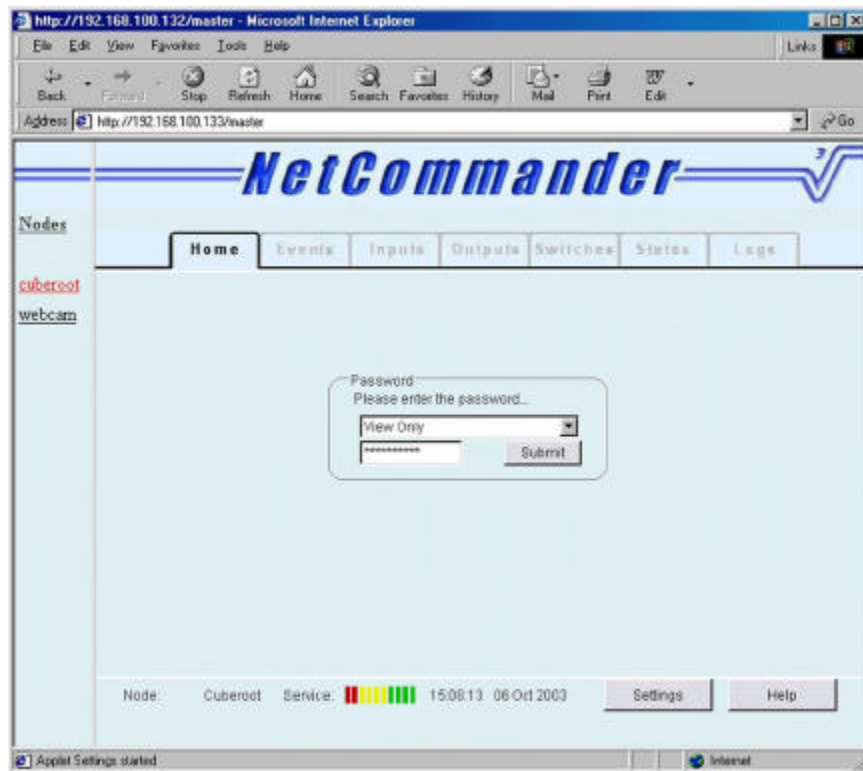 http://192.168.100.132/master - Microsoft Internet Explorer
File Edit View Favorites Tools Help Links
Back Forward Stop Refresh Home Search Favorites History Mail Print Edit
Address http://192.168.100.133/master Go
NetCommander 3
Nodes
Home Events Inputs Outputs Switches States Logs
cuberoot
webcam
Password
Please enter the password...
View Only
********** Submit
Node: Cuberoot Service: 15:08:13 06 Oct 2003 Settings Help
Applet Settings started Internet